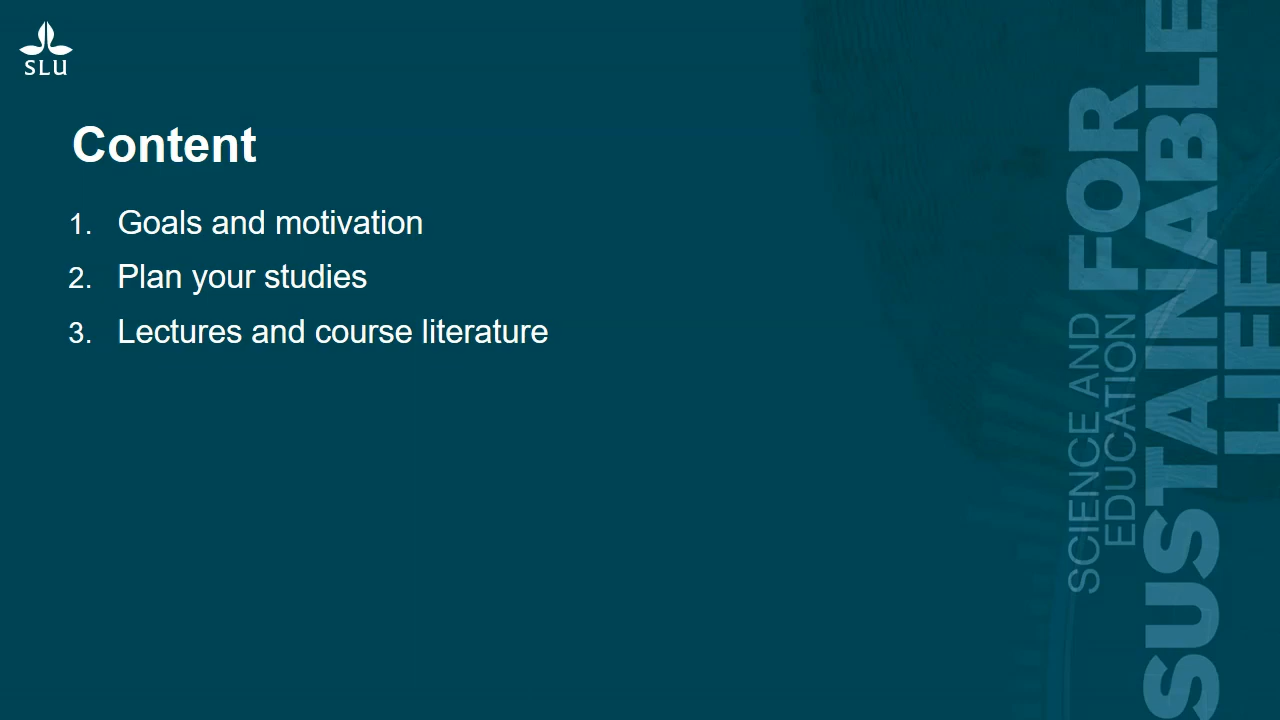 SLU
Content
1. Goals and motivation
2. Plan your studies
3. Lectures and course literature
SCIENCE AND
EDUCATION
FOR
SUSTAINABLE
LIFE